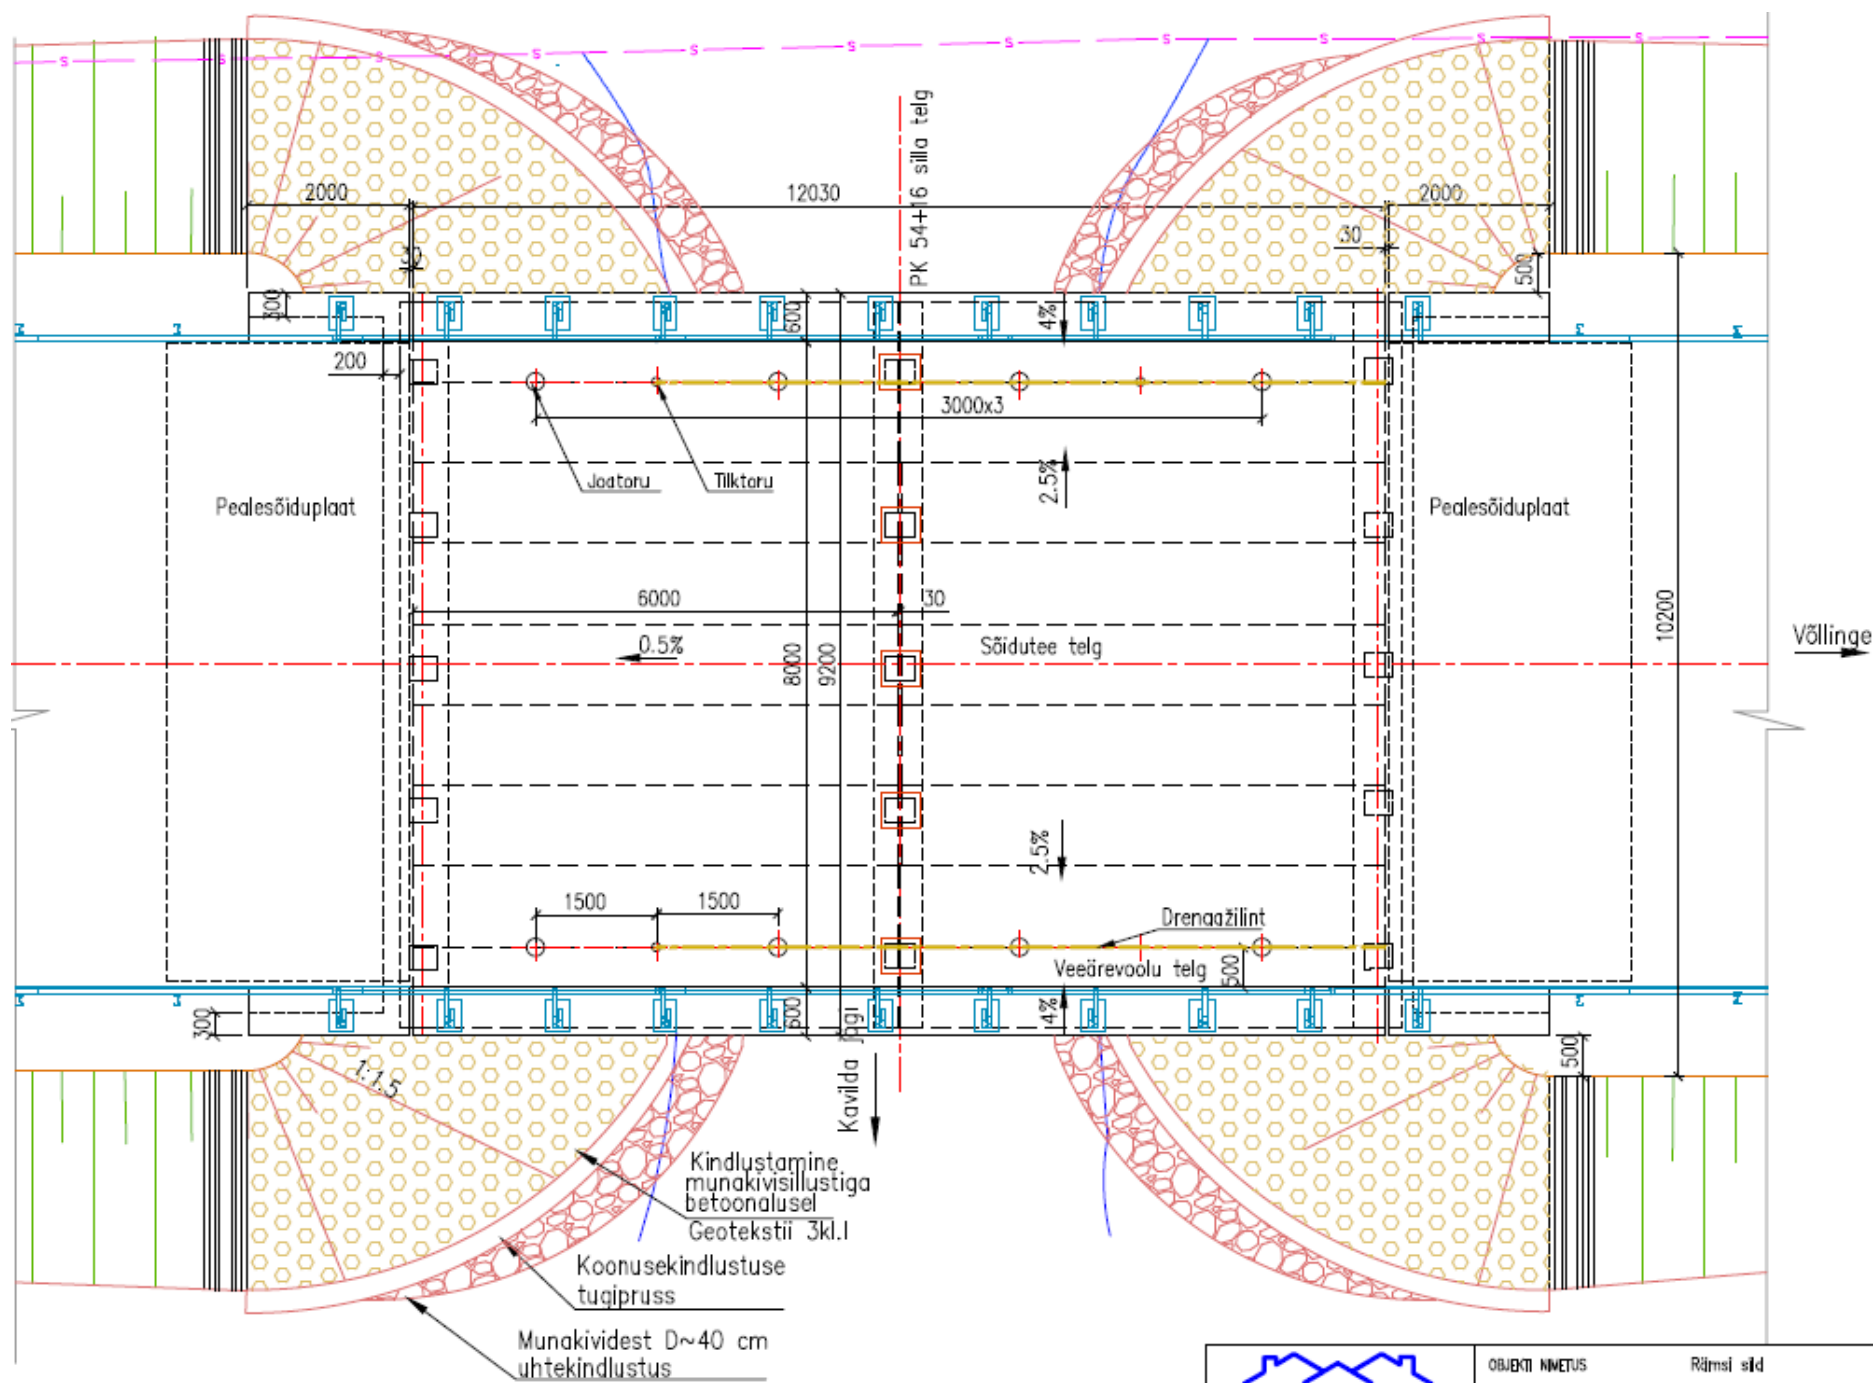 S S S S S S S S S S S
PK 54+16 silla telg
2000
12030
2000
30
30
500
300
600
4%
200
3000x3
Joatoru
Tilktoru
2.5%
Pealesõiduplaat
Pealesõiduplaat
6000
30
0.5%
8000
9200
Sõidutee telg
10200
Võllinge
2.5%
1500
1500
Drenaažilint
Veeärevoolu telg
500
300
600
4%
500
1:1.5
Kavilda jõgi
Kindlustamine
munakivisillustiga
betoonalusel
Geotekstii 3kl.l
Koonusekindlustuse
tugipruss
Munakividest D~40 cm
uhtekindlustus
OBJEKTI NIMETUS
Rämsi sild